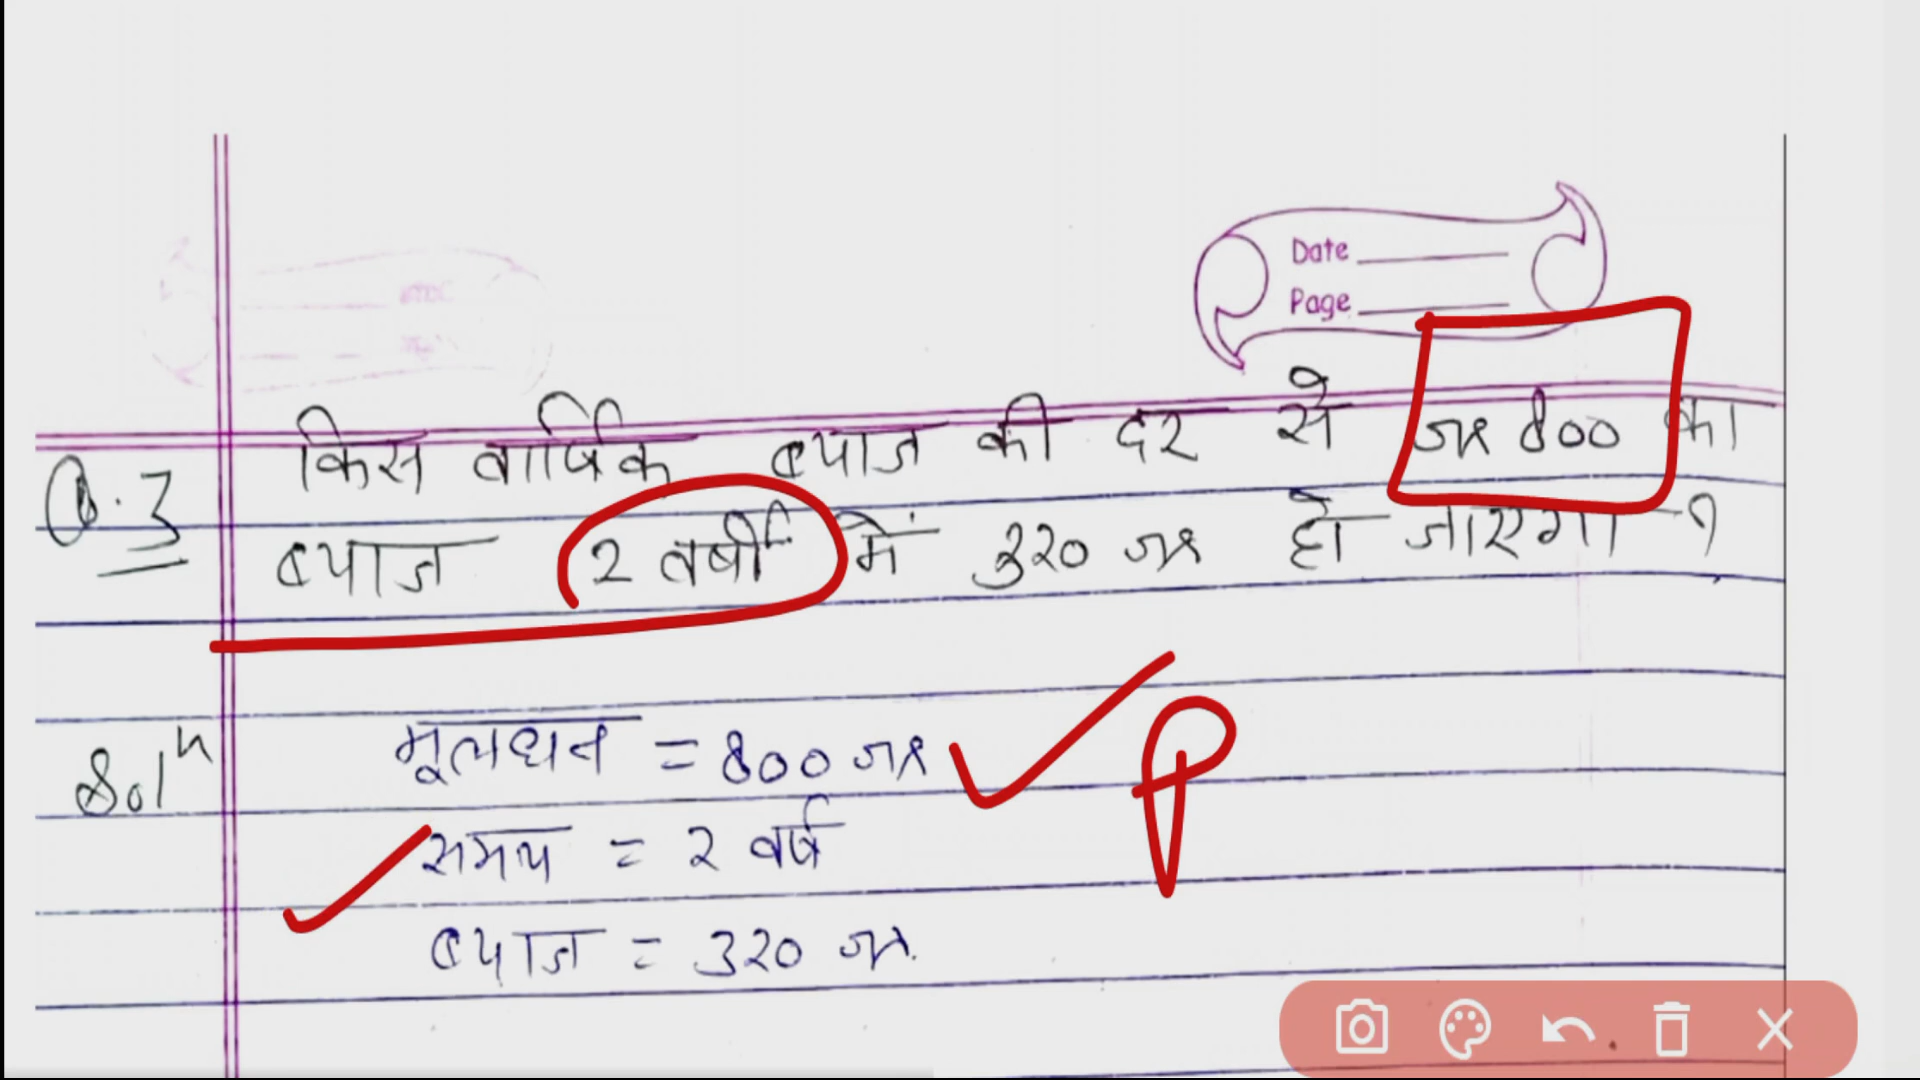 Date
Page
Q.3 किस वार्षिक ब्याज की दर से रु 800 का
ब्याज 2 वर्षों में 320 रु हो जाएगा ?
Solⁿ मूलधन = 800 रु
P
समय = 2 वर्ष
ब्याज = 320 रु.